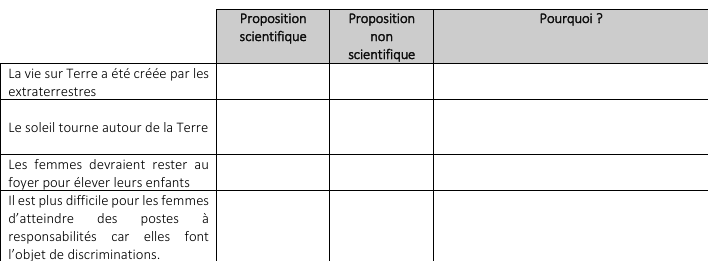 Proposition scientifique
Proposition non scientifique
Pourquoi ?
La vie sur Terre a été créée par les
extraterrestres
Le soleil tourne autour de la Terre
Les femmes devraient rester au
foyer pour élever leurs enfants
Il est plus difficile pour les femmes
d’atteindre des postes à
responsabilités car elles font
l’objet de discriminations.